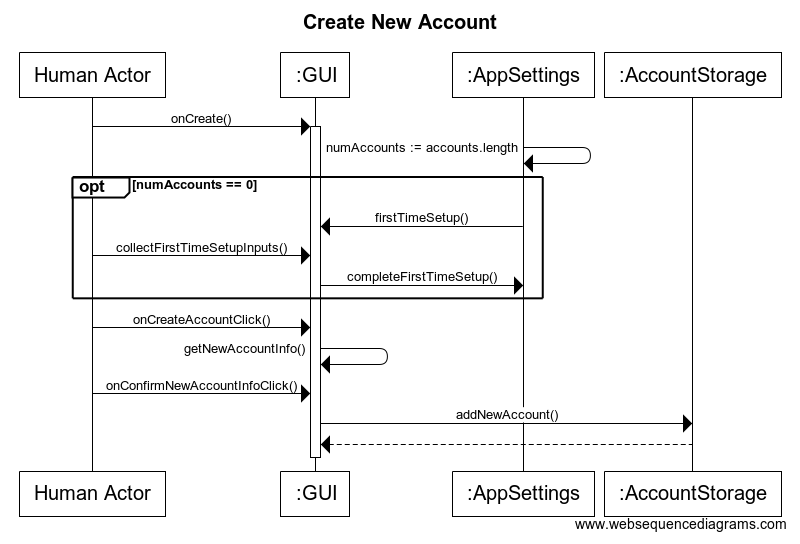 Create New Account
Human Actor
:GUI
:AppSettings
:AccountStorage
onCreate()
numAccounts := accounts.length
opt
[numAccounts == 0]
firstTimeSetup()
collectFirstTimeSetupInputs()
completeFirstTimeSetup()
onCreateAccountClick()
getNewAccountInfo()
onConfirmNewAccountInfoClick()
addNewAccount()
Human Actor
:GUI
:AppSettings
:AccountStorage
www.websequencediagrams.com